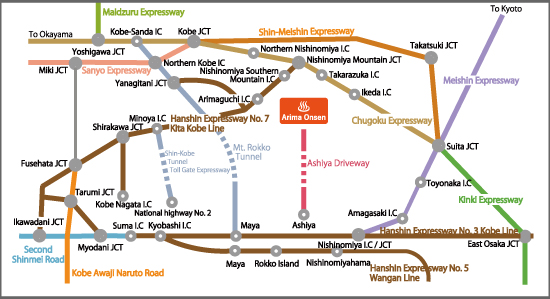 Maidzuru Expressway
To Kyoto
To Okayama
Kobe-Sanda IC
Kobe JCT
Shin-Meishin Expressway
Yoshigawa JCT
Northern Nishinomiya I.C
Takatsuki JCT
Miki JCT
Sanyo Expressway
Northern Kobe IC
Nishinomiya Mountain JCT
Nishinomiya Southern
Mountain I.C
Takarazuka I.C
Meishin Expressway
Yanagitani JCT
Ikeda I.C
Arimaguchi I.C
Arima Onsen
Minoya I.C
Hanshin Expressway No. 7
Kita Kobe Line
Chugoku Expressway
Shirakawa JCT
Suita JCT
Shin-Kobe
Tunnel
Toll Gate Expressway
Mt. Rokko
Tunnel
Ashiya Driveway
Fusehata JCT
Toyonaka I.C
Tarumi JCT
Kobe Nagata I.C
National highway No. 2
Kinki Expressway
Amagasaki I.C
Ikawadani JCT
Suma I.C
Kyobashi I.C
Maya
Ashiya
Hanshin Expressway No. 3 Kobe Line
Second
Shinmei Road
Myodani JCT
Nishinomiya I.C / JCT
East Osaka JCT
Maya
Rokko Island
Nishinomiyahama
Kobe Awaji Naruto Road
Hanshin Expressway No. 5
Wangan Line